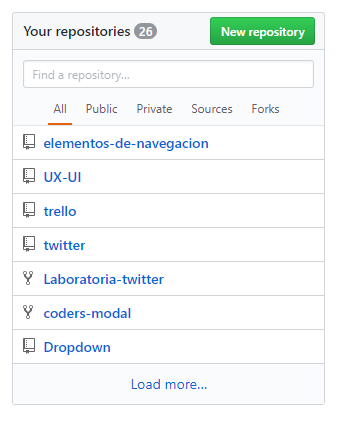 Your repositories 26 New repository
Find a repository...
All Public Private Sources Forks
elementos-de-navegacion
UX-UI
trello
twitter
Laboratoria-twitter
coders-modal
Dropdown
Load more...